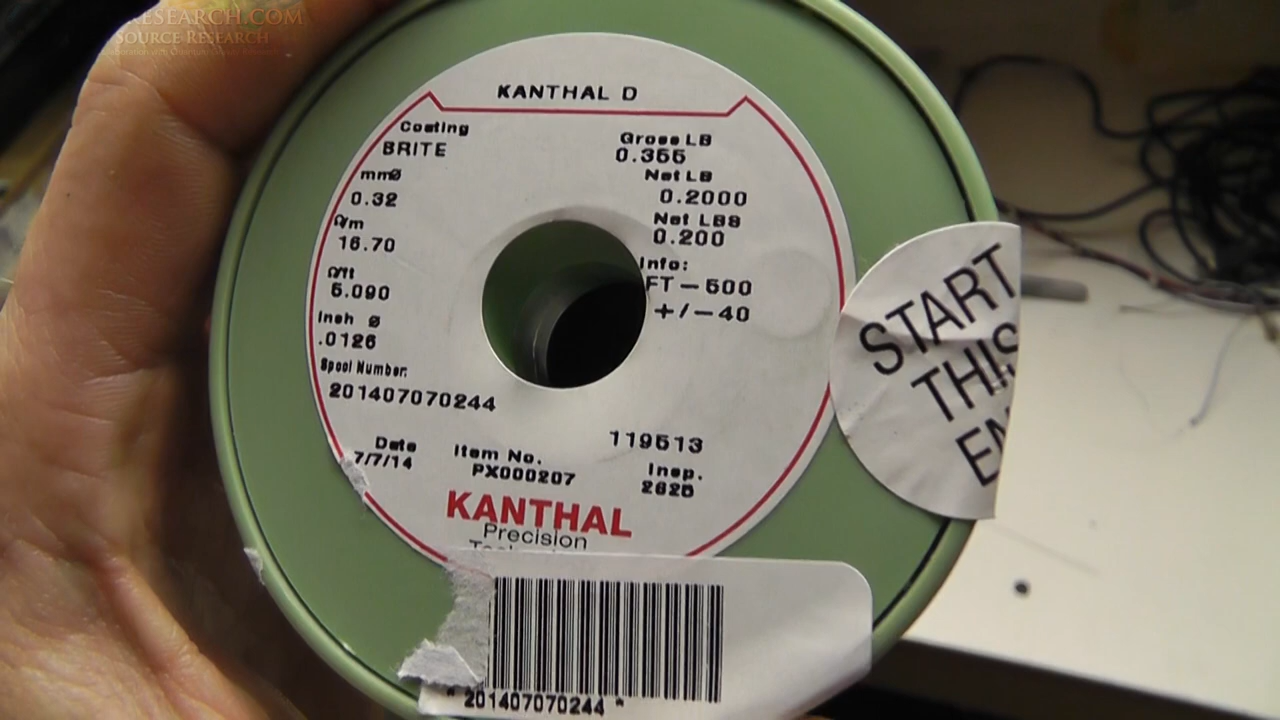 RESEARCH.COM
SOURCE RESEARCH
KANTHAL D
Coating
BRITE
mmØ
0.32
Ω/m
16.70
Ω/ft
5.090
Inch Ø
.0126
Spool Number:
201407070244
Gross LB
0.355
Net LB
0.2000
Net LBS
0.200
Info:
FT-500
+/-40
119513
Date
7/7/14
Item No.
PX000207
Insp.
2625
KANTHAL
Precision
START
THIS
* 201407070244 *